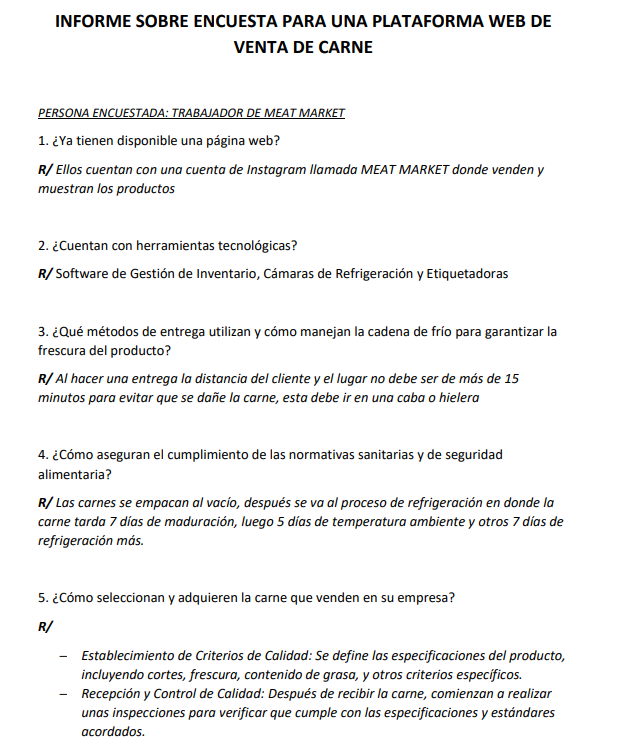 INFORME SOBRE ENCUESTA PARA UNA PLATAFORMA WEB DE
VENTA DE CARNE
PERSONA ENCUESTADA: TRABAJADOR DE MEAT MARKET
1. ¿Ya tienen disponible una página web?
R/ Ellos cuentan con una cuenta de Instagram llamada MEAT MARKET donde venden y
muestran los productos
2. ¿Cuentan con herramientas tecnológicas?
R/ Software de Gestión de Inventario, Cámaras de Refrigeración y Etiquetadoras
3. ¿Qué métodos de entrega utilizan y cómo manejan la cadena de frío para garantizar la
frescura del producto?
R/ Al hacer una entrega la distancia del cliente y el lugar no debe ser de más de 15
minutos para evitar que se dañe la carne, esta debe ir en una caba o hielera
4. ¿Cómo aseguran el cumplimiento de las normativas sanitarias y de seguridad
alimentaria?
R/ Las carnes se empacan al vacío, después se va al proceso de refrigeración en donde la
carne tarda 7 días de maduración, luego 5 días de temperatura ambiente y otros 7 días de
refrigeración más.
5. ¿Cómo seleccionan y adquieren la carne que venden en su empresa?
R/
– Establecimiento de Criterios de Calidad: Se define las especificaciones del producto,
incluyendo cortes, frescura, contenido de grasa, y otros criterios específicos.
– Recepción y Control de Calidad: Después de recibir la carne, comienzan a realizar
unas inspecciones para verificar que cumple con las especificaciones y estándares
acordados.